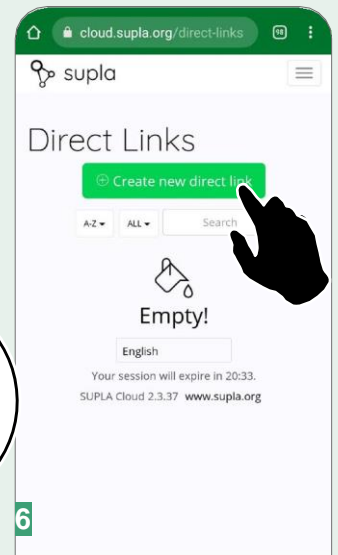 cloud.supla.org/direct-links 98
supla
Direct Links
Create new direct link
A-Z ALL Search
Empty!
English
Your session will expire in 20:33.
SUPLA Cloud 2.3.37 www.supla.org
6